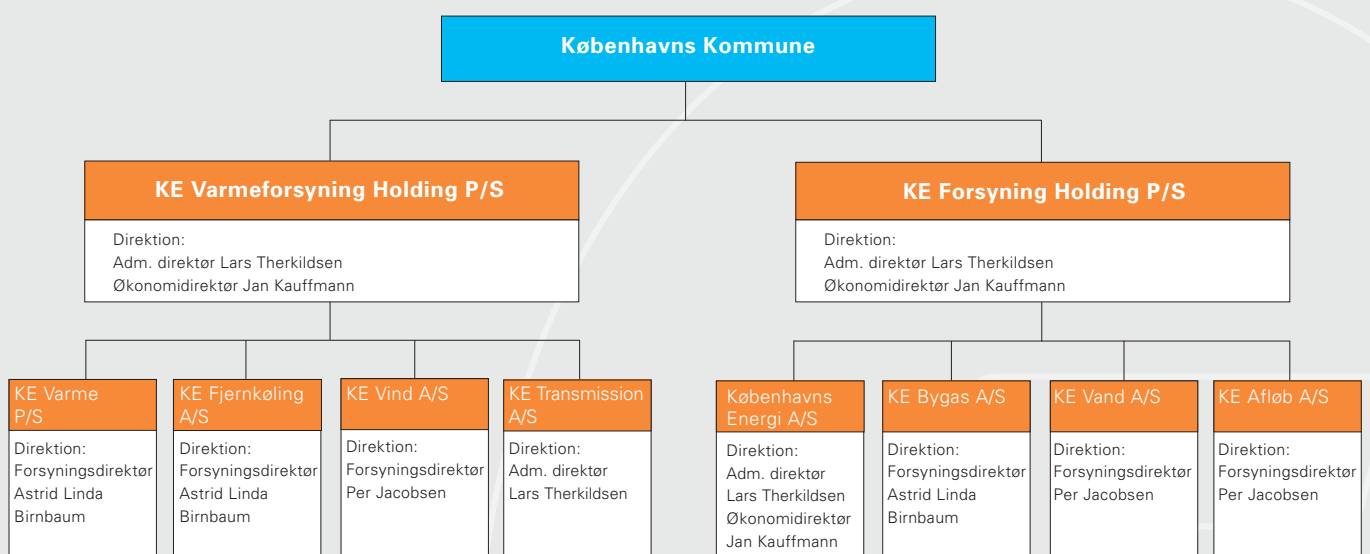 Københavns Kommune
KE Varmeforsyning Holding P/S
Direktion:
Adm. direktør Lars Therkildsen
Økonomidirektør Jan Kauffmann
KE Forsyning Holding P/S
Direktion:
Adm. direktør Lars Therkildsen
Økonomidirektør Jan Kauffmann
KE Varme
P/S
Direktion:
Forsyningsdirektør
Astrid Linda
Birnbaum
KE Fjernkøling
A/S
Direktion:
Forsyningsdirektør
Astrid Linda
Birnbaum
KE Vind A/S
Direktion:
Forsyningsdirektør
Per Jacobsen
KE Transmission
A/S
Direktion:
Adm. direktør
Lars Therkildsen
Københavns
Energi A/S
Direktion:
Adm. direktør
Lars Therkildsen
Økonomidirektør
Jan Kauffmann
KE Bygas A/S
Direktion:
Forsyningsdirektør
Astrid Linda
Birnbaum
KE Vand A/S
Direktion:
Forsyningsdirektør
Per Jacobsen
KE Afløb A/S
Direktion:
Forsyningsdirektør
Per Jacobsen